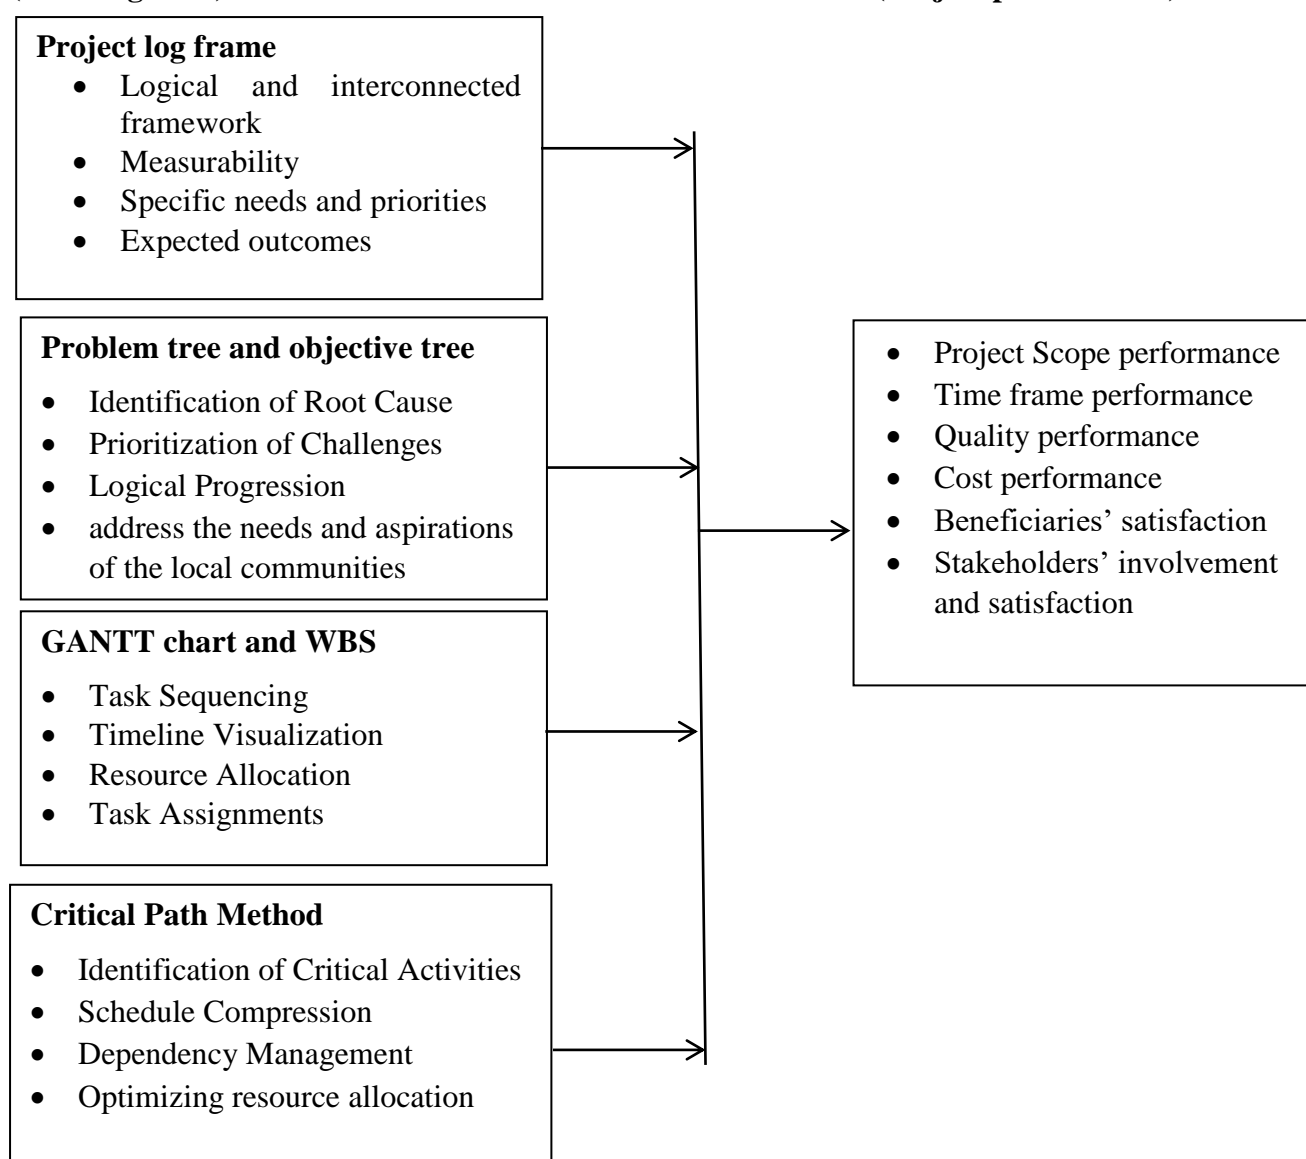 Project log frame
• Logical and interconnected
framework
• Measurability
• Specific needs and priorities
• Expected outcomes
Problem tree and objective tree
• Identification of Root Cause
• Prioritization of Challenges
• Logical Progression
• address the needs and aspirations
of the local communities
GANTT chart and WBS
• Task Sequencing
• Timeline Visualization
• Resource Allocation
• Task Assignments
Critical Path Method
• Identification of Critical Activities
• Schedule Compression
• Dependency Management
• Optimizing resource allocation
• Project Scope performance
• Time frame performance
• Quality performance
• Cost performance
• Beneficiaries’ satisfaction
• Stakeholders’ involvement
and satisfaction